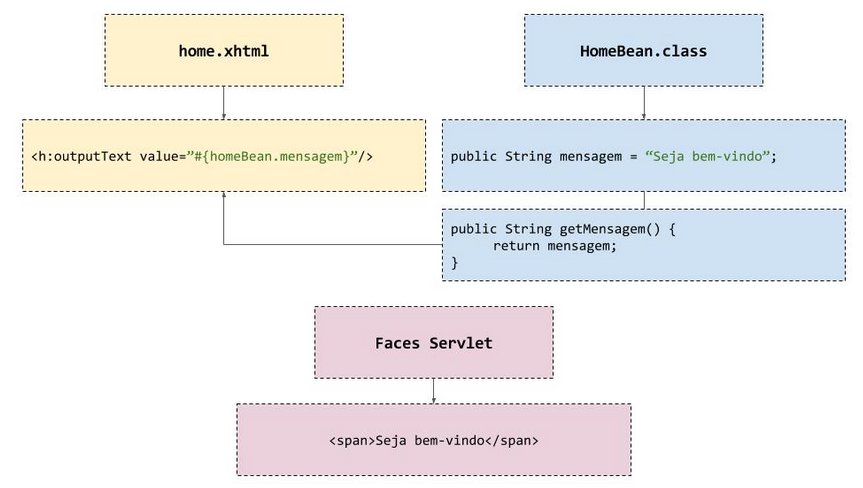 home.xhtml
HomeBean.class
<h:outputText value=”#{homeBean.mensagem}”/>
public String mensagem = “Seja bem-vindo”;
public String getMensagem() {
return mensagem;
}
Faces Servlet
<span>Seja bem-vindo</span>